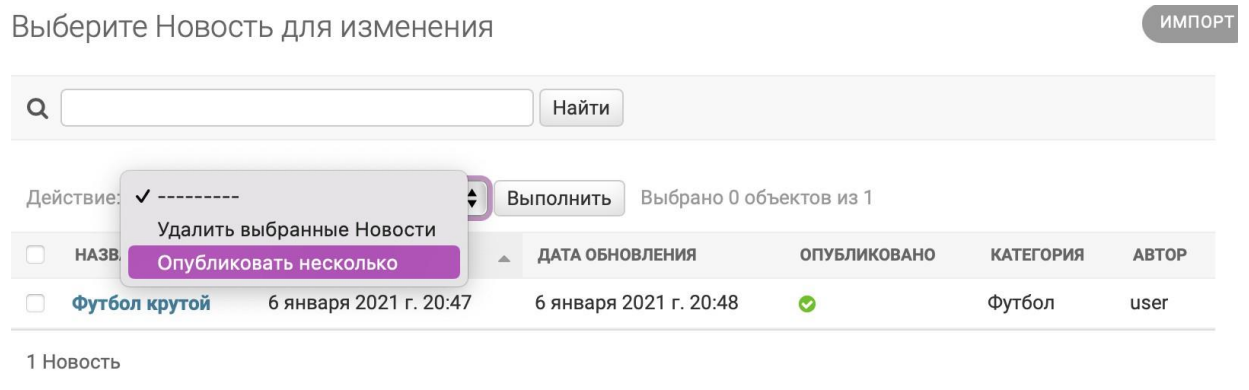 Выберите Новость для изменения
ИМПОРТ
Найти
Действие:
✓ ---------
Выполнить
Выбрано 0 объектов из 1
Удалить выбранные Новости
Опубликовать несколько
ДАТА ОБНОВЛЕНИЯ ОПУБЛИКОВАНО КАТЕГОРИЯ АВТОР
Футбол крутой 6 января 2021 г. 20:47 6 января 2021 г. 20:48 Футбол user
1 Новость